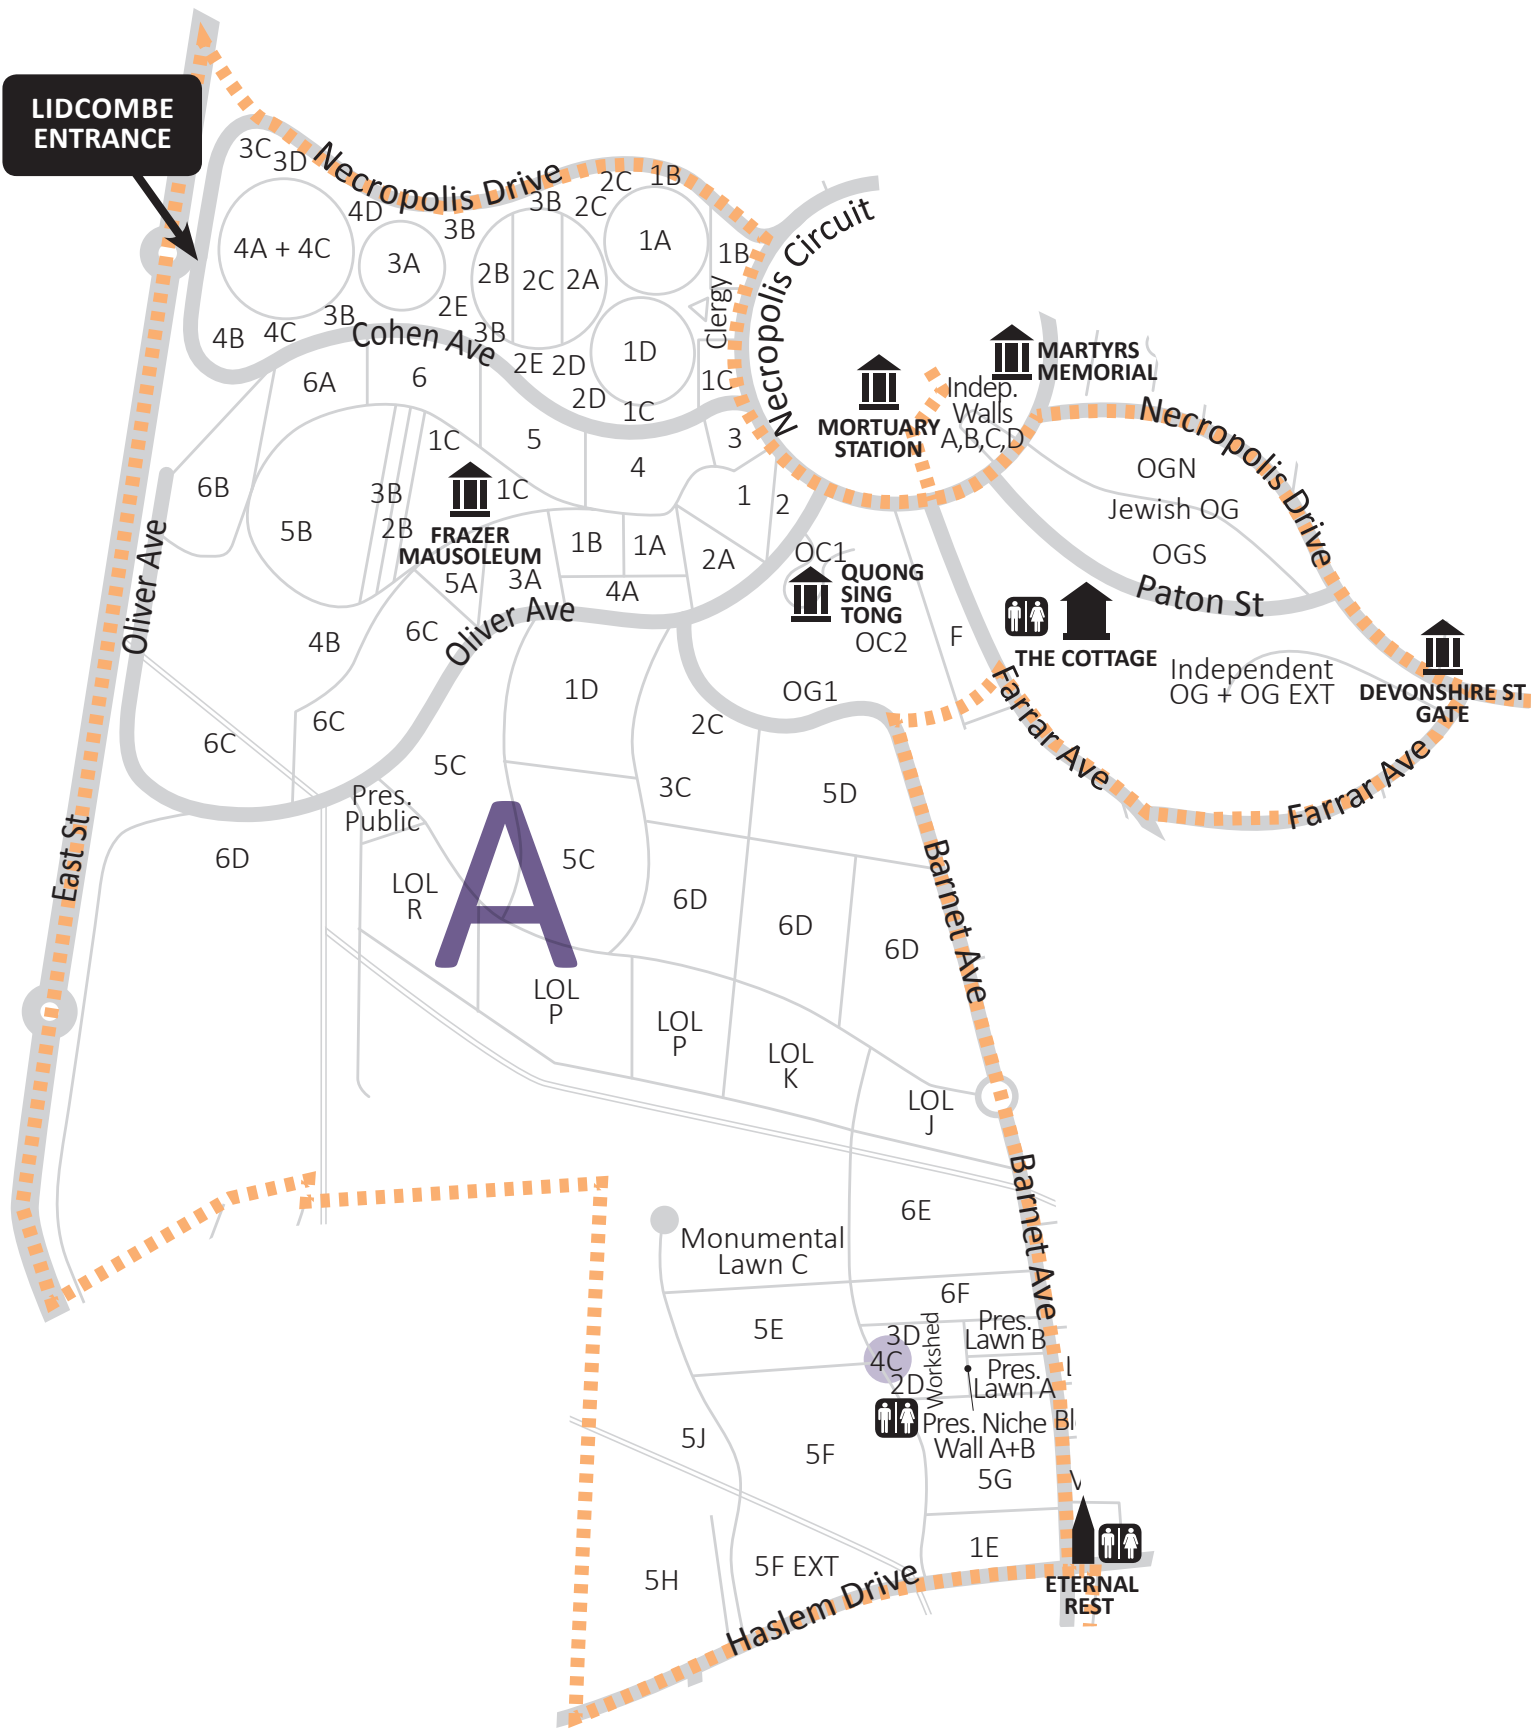 LIDCOMBE
ENTRANCE
3C
3D
Necropolis Drive
2C
1B
4D
3B
2C
3B
4A + 4C
3A
2B
2C
2A
1A
1B
Necropolis Circuit
Clergy
2E
3B
4B
4C
Cohen Ave
3B
2E
2D
1D
1C
2D
1C
6A
6
MARTYRS
MEMORIAL
Indep.
Walls
A,B,C,D
MORTUARY
STATION
Necropolis Drive
1C
5
3
4
6B
3B
1C
1
2
OGN
Jewish OG
OGS
5B
2B
FRAZER
MAUSOLEUM
1B
1A
2A
OC1
QUONG
SING
TONG
5A
3A
4A
Paton St
Oliver Ave
Oliver Ave
4B
6C
OC2
F
THE COTTAGE
Independent
OG + OG EXT
DEVONSHIRE ST
GATE
1D
OG1
Farrar Ave
Farrar Ave
6C
6C
2C
5C
3C
5D
Pres.
Public
East St
6D
LOL
R
A
5C
6D
6D
6D
Barnet Ave
LOL
P
LOL
P
LOL
K
LOL
J
Barnet Ave
6E
Monumental
Lawn C
6F
5E
3D
4C
2D
Workshed
Pres.
Lawn B
Pres.
Lawn A
Pres. Niche
Wall A+B
Bl
5J
5F
5G
1E
5H
5F EXT
Haslem Drive
ETERNAL
REST